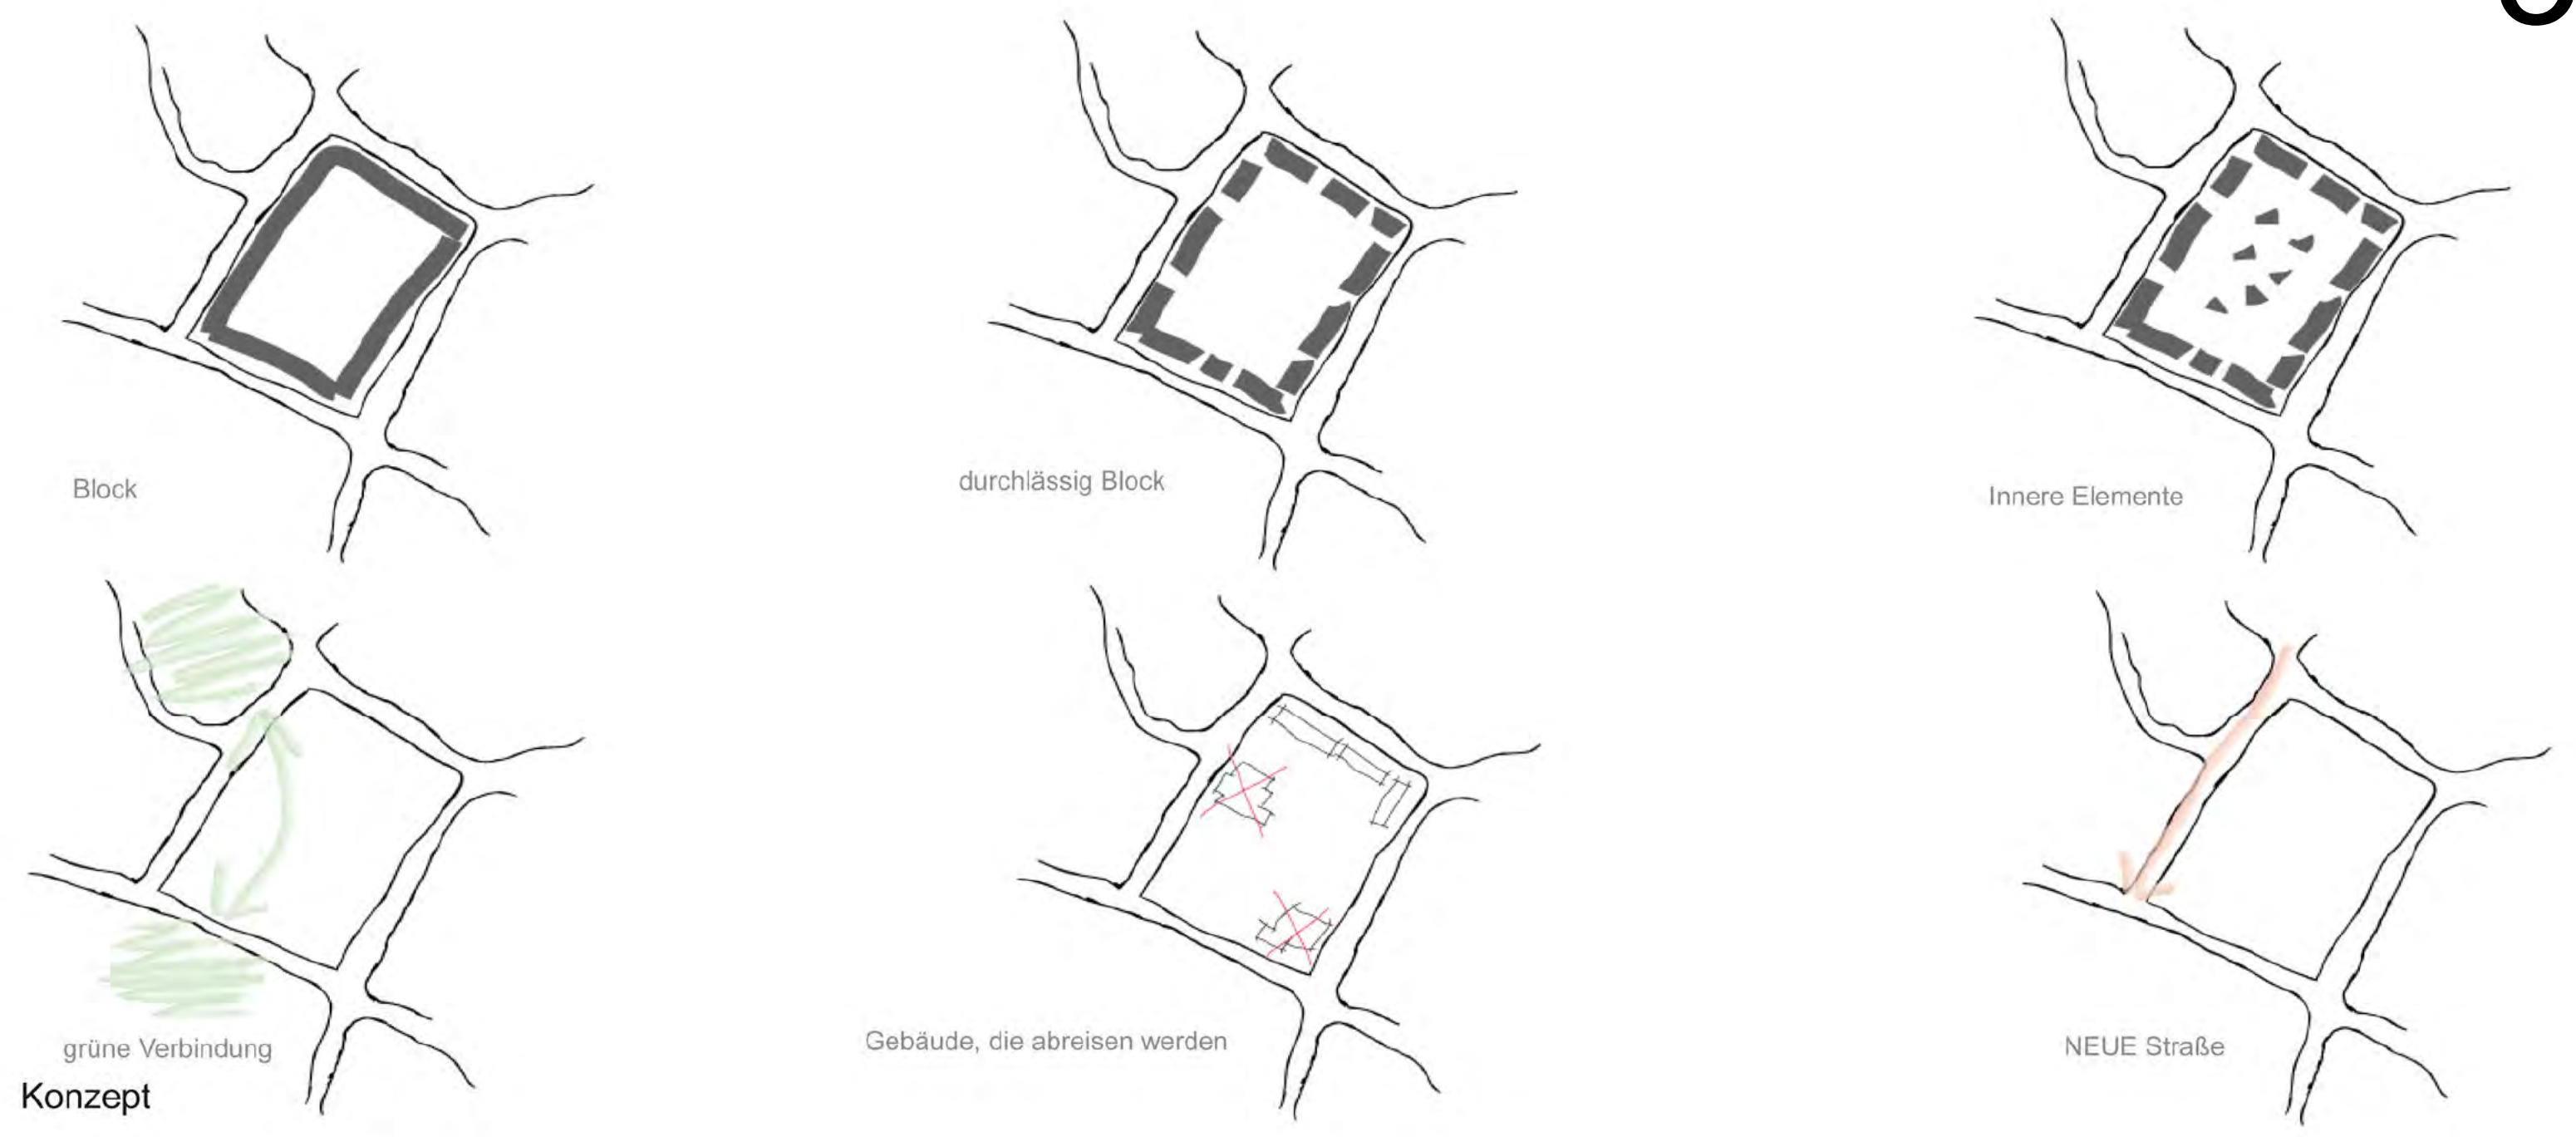 Block
durchlässig Block
Innere Elemente
grüne Verbindung
Gebäude, die abreisen werden
NEUE Straße
Konzept